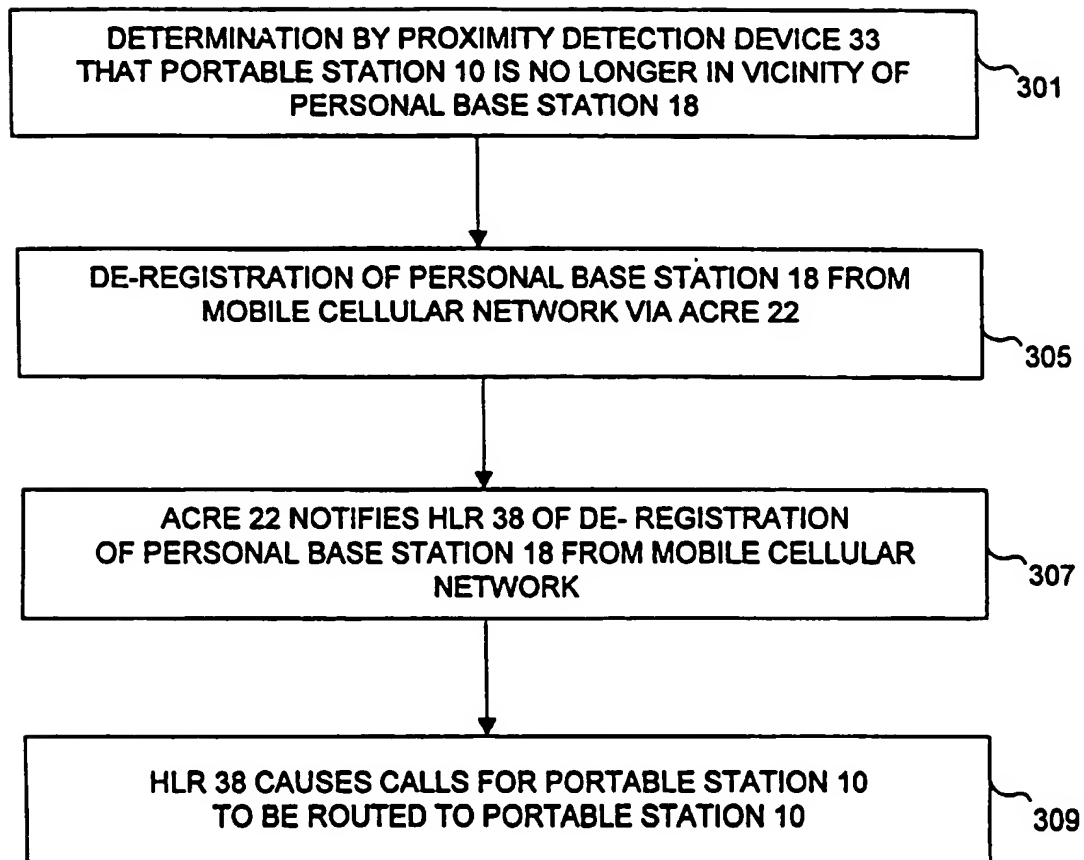 DETERMINATION BY PROXIMITY DETECTION DEVICE 33
THAT PORTABLE STATION 10 IS NO LONGER IN VICINITY OF
PERSONAL BASE STATION 18
301
DE-REGISTRATION OF PERSONAL BASE STATION 18 FROM
MOBILE CELLULAR NETWORK VIA ACRE 22
305
ACRE 22 NOTIFIES HLR 38 OF DE- REGISTRATION
OF PERSONAL BASE STATION 18 FROM MOBILE CELLULAR
NETWORK
307
HLR 38 CAUSES CALLS FOR PORTABLE STATION 10
TO BE ROUTED TO PORTABLE STATION 10
309